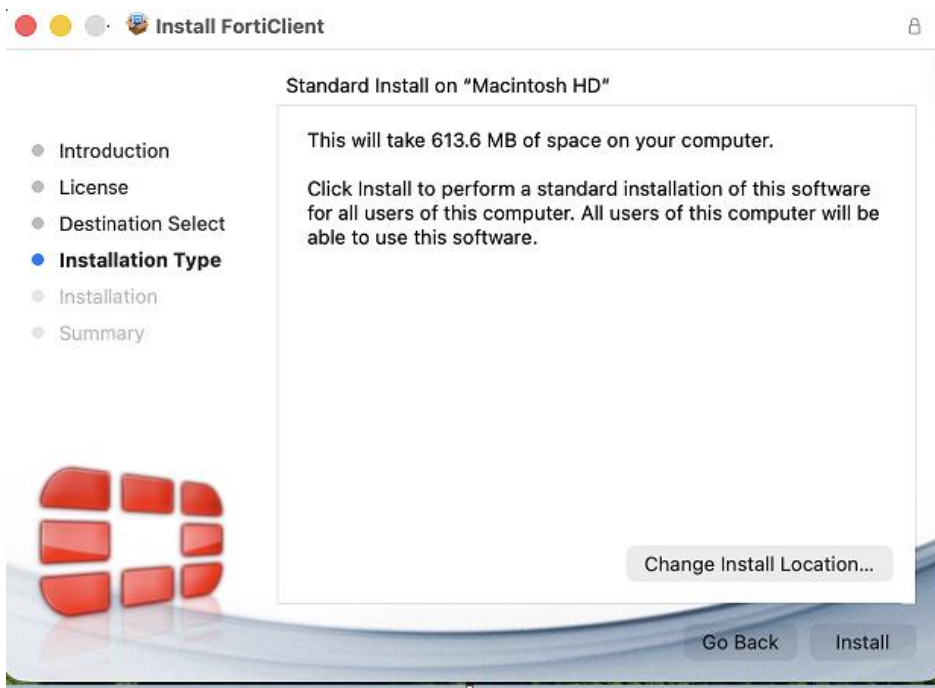 Install FortiClient
Standard Install on "Macintosh HD"
Introduction
License
Destination Select
Installation Type
Installation
Summary
This will take 613.6 MB of space on your computer.
Click Install to perform a standard installation of this software
for all users of this computer. All users of this computer will be
able to use this software.
Change Install Location...
Go Back
Install